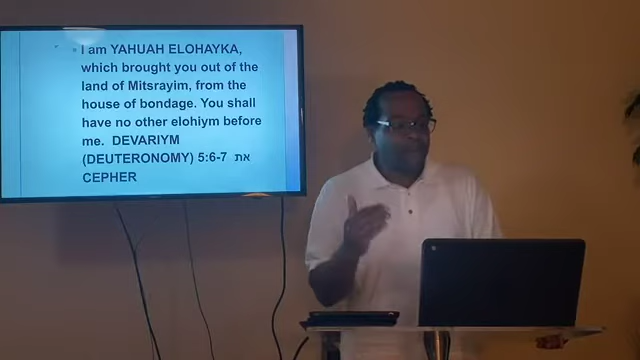 I am YAHUAH ELOHAYKA,
which brought you out of the
land of Mitsrayim, from the
house of bondage. You shall
have no other elohiym before
me. DEVARIYM
(DEUTERONOMY) 5:6-7 את
CEPHER